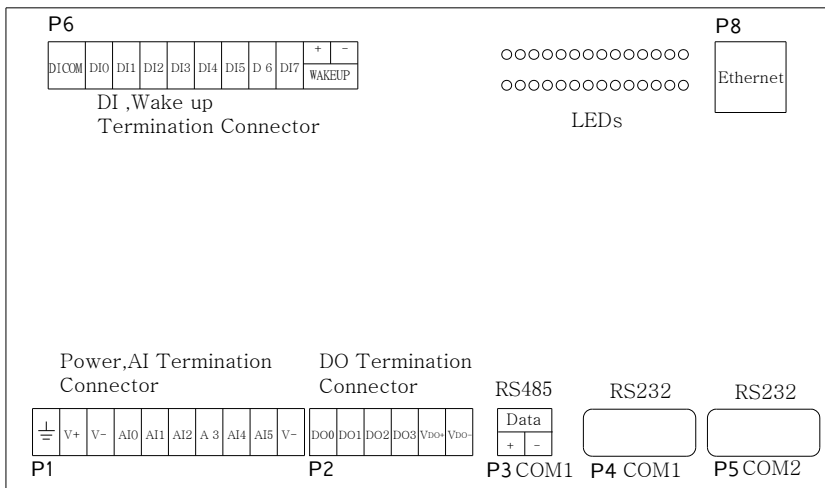 P6
P8
+ -
DICOM DI0 DI1 DI2 DI3 DI4 DI5 D 6 DI7 WAKEUP
Ethernet
DI ,Wake up
Termination Connector
LEDs
Power,AI Termination
Connector
DO Termination
Connector
RS485
RS232
RS232
V+ V- AI0 AI1 AI2 A 3 AI4 AI5 V-
DO0 DO1 DO2 DO3 VDO+ VDO-
Data
+ -
P1
P2
P3 COM1
P4 COM1
P5 COM2